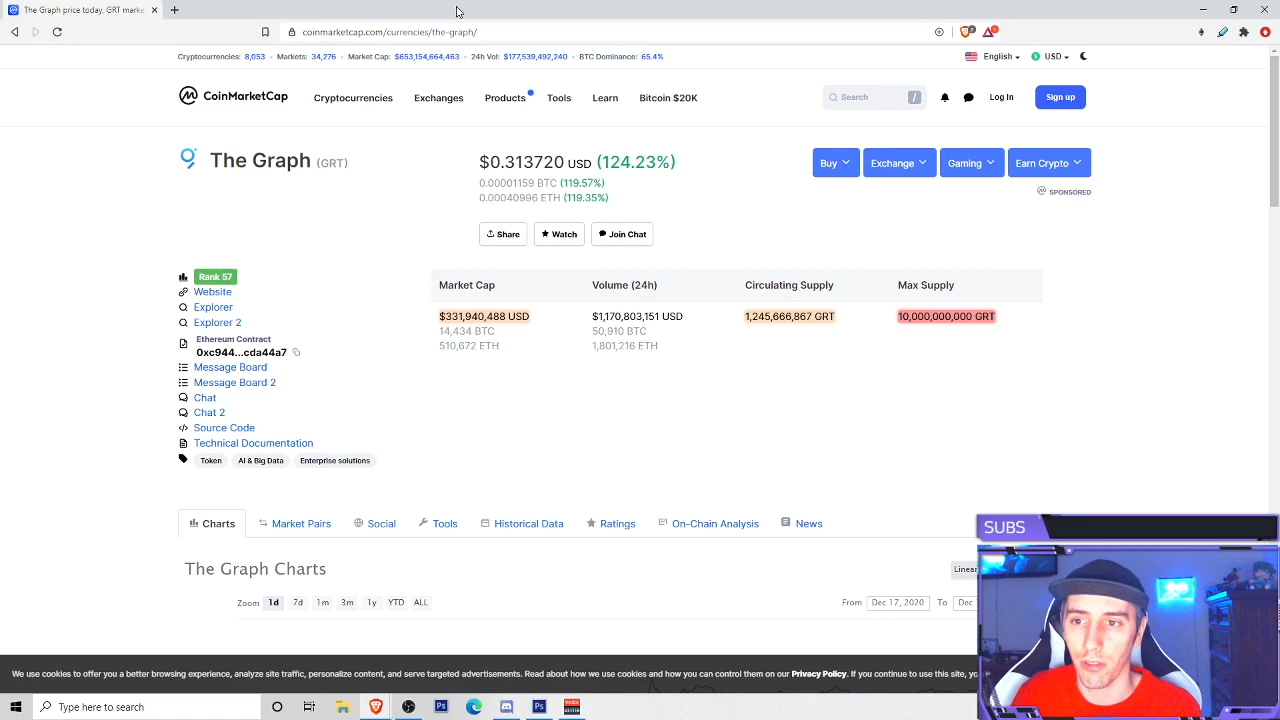 The Graph price today, GRT marke
coinmarketcap.com/currencies/the-graph/
Cryptocurrencies: 8,053 • Markets: 34,276 • Market Cap: $653,154,664,463 • 24h Vol: $177,539,492,240 • BTC Dominance: 65.4%
English
USD
CoinMarketCap
Cryptocurrencies
Exchanges
Products
Tools
Learn
Bitcoin $20K
Search
/
Log In
Sign up
The Graph (GRT)
$0.313720 USD (124.23%)
0.00001159 BTC (119.57%)
0.00040996 ETH (119.35%)
Buy
Exchange
Gaming
Earn Crypto
SPONSORED
Share
Watch
Join Chat
Rank 57
Website
Explorer
Explorer 2
Ethereum Contract
0xc944...cda44a7
Message Board
Message Board 2
Chat
Chat 2
Source Code
Technical Documentation
Token
AI & Big Data
Enterprise solutions
Market Cap
Volume (24h)
Circulating Supply
Max Supply
$331,940,488 USD
$1,170,803,151 USD
1,245,666,867 GRT
10,000,000,000 GRT
14,434 BTC
50,910 BTC
510,672 ETH
1,801,216 ETH
Charts
Market Pairs
Social
Tools
Historical Data
Ratings
On-Chain Analysis
News
SUBS
The Graph Charts
Linear
Zoom
1d
7d
1m
3m
1y
YTD
ALL
From
Dec 17, 2020
To
Dec
We use cookies to offer you a better browsing experience, analyze site traffic, personalize content, and serve targeted advertisements. Read about how we use cookies and how you can control them on our Privacy Policy. If you continue to use this site, yo
Type here to search